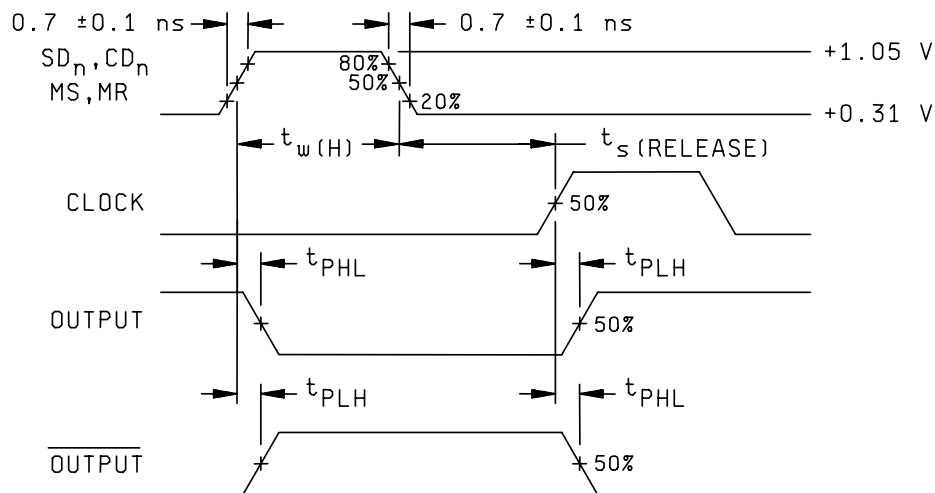 0.7 ±0.1 ns
0.7 ±0.1 ns
SDn,CDn
MS,MR
80%
50%
20%
+1.05 V
+0.31 V
tw(H)
ts(RELEASE)
CLOCK
50%
tPHL
tPLH
OUTPUT
50%
tPLH
tPHL
OUTPUT
50%